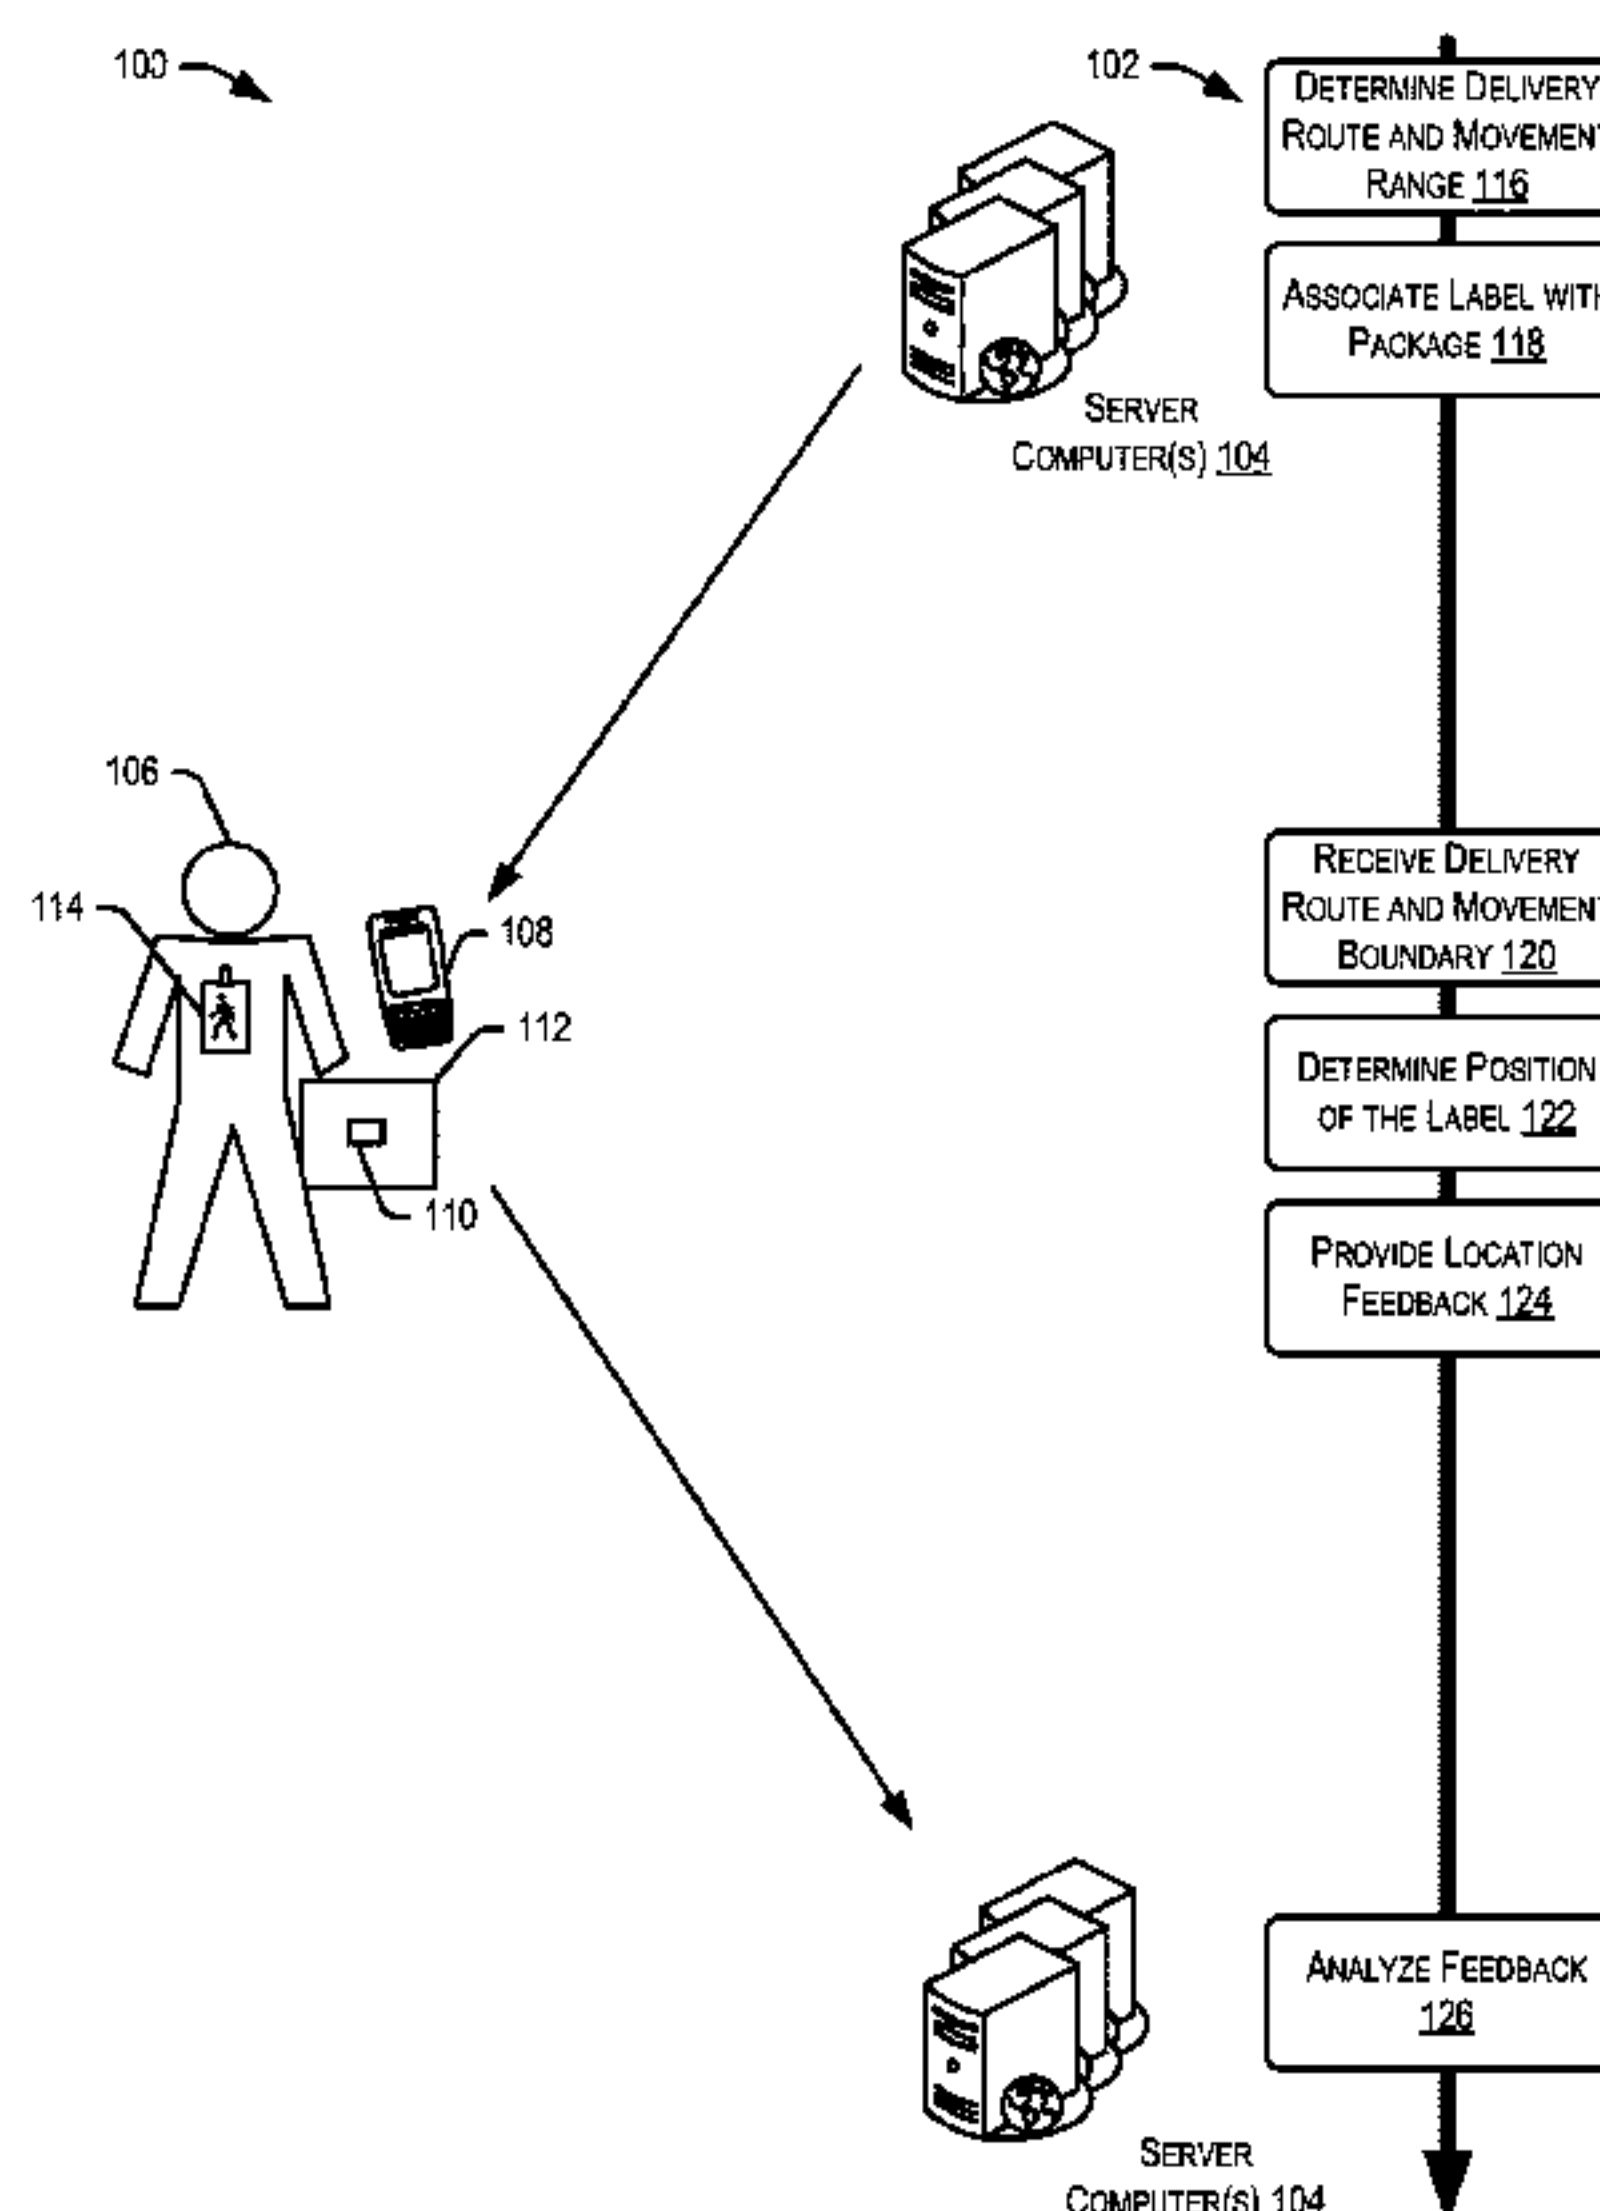 100
102
DETERMINE DELIVERY
ROUTE AND MOVEMENT
RANGE 116
ASSOCIATE LABEL WITH
PACKAGE 118
SERVER
COMPUTER(S) 104
106
114
108
112
110
RECEIVE DELIVERY
ROUTE AND MOVEMENT
BOUNDARY 120
DETERMINE POSITION
OF THE LABEL 122
PROVIDE LOCATION
FEEDBACK 124
ANALYZE FEEDBACK
126
SERVER
COMPUTER(S) 104